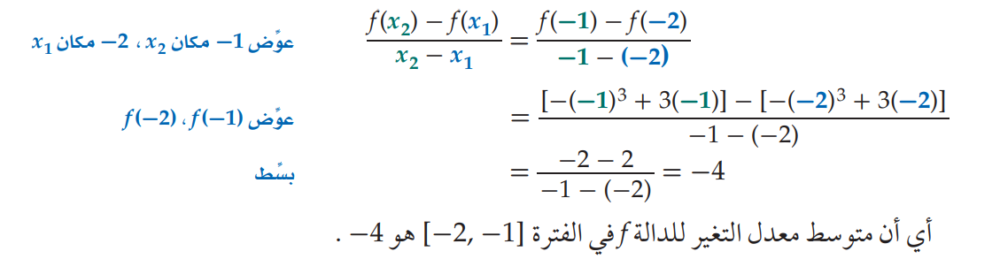 عوِّض 1− مكان x₂ ، 2− مكان x₁ (f(x₂) − f(x₁))/(x₂ − x₁) = (f(−1) − f(−2))/(−1 − (−2))
عوِّض f(−2) ، f(−1) = ([−(−1)³ + 3(−1)] − [−(−2)³ + 3(−2)])/(−1 − (−2))
بسِّط = (−2 − 2)/(−1 − (−2)) = −4
أي أن متوسط معدل التغير للدالة f في الفترة [−2, −1] هو 4− .